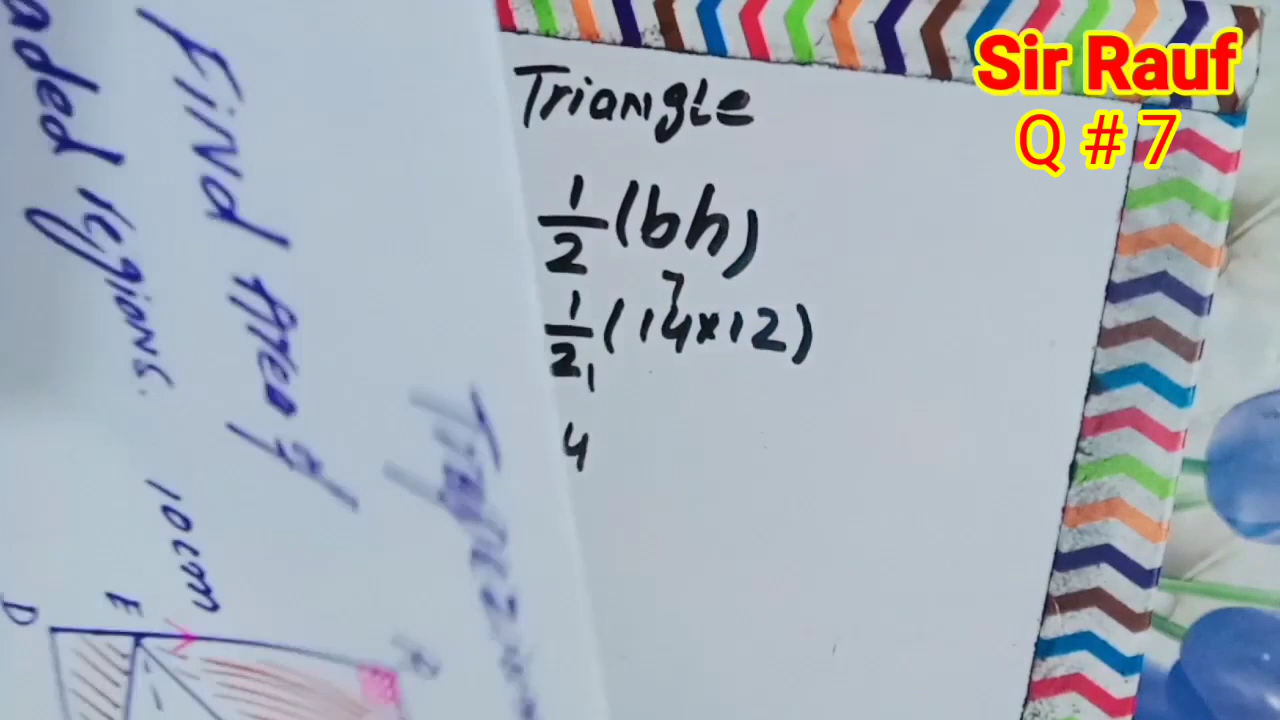 Sir Rauf
Q # 7
Triangle
1/2 (bh)
7
1/2 1 (14×12)
4
Find Area of
aded regions.
10cm
E
D